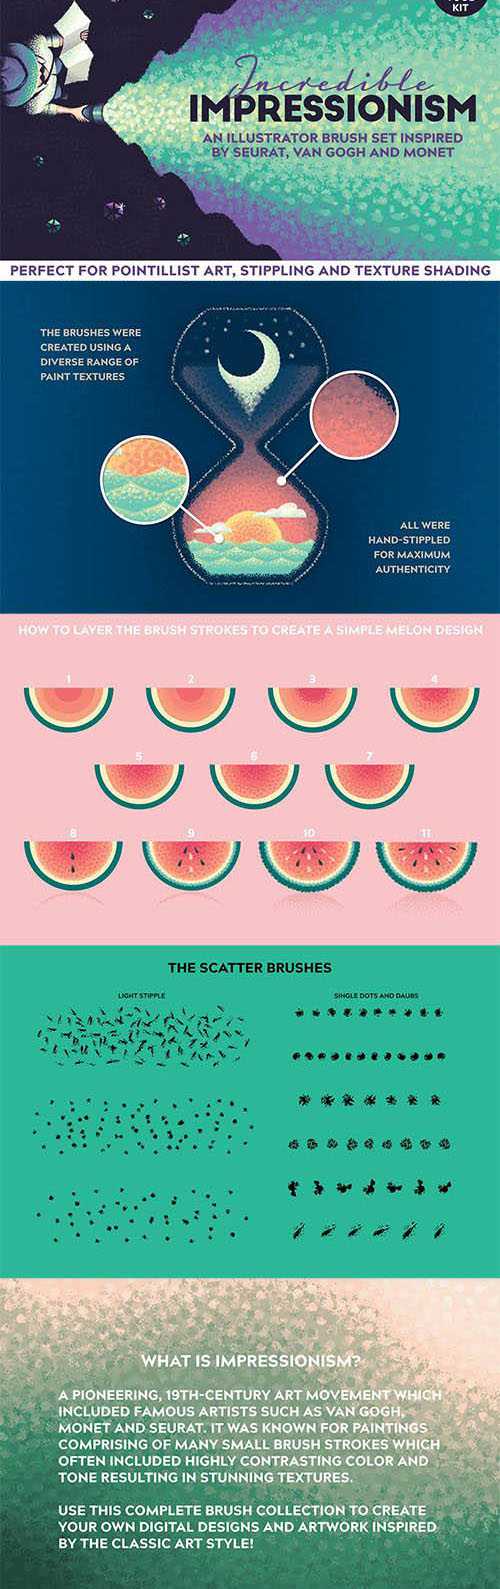 KIT
Incredible
IMPRESSIONISM
AN ILLUSTRATOR BRUSH SET INSPIRED
BY SEURAT, VAN GOGH AND MONET
PERFECT FOR POINTILLIST ART, STIPPLING AND TEXTURE SHADING
THE BRUSHES WERE
CREATED USING A
DIVERSE RANGE OF
PAINT TEXTURES
ALL WERE
HAND-STIPPLED
FOR MAXIMUM
AUTHENTICITY
HOW TO LAYER THE BRUSH STROKES TO CREATE A SIMPLE MELON DESIGN
1 2 3 4
5 6 7
8 9 10 11
THE SCATTER BRUSHES
LIGHT STIPPLE SINGLE DOTS AND DAUBS
WHAT IS IMPRESSIONISM?
A PIONEERING, 19TH-CENTURY ART MOVEMENT WHICH
INCLUDED FAMOUS ARTISTS SUCH AS VAN GOGH,
MONET AND SEURAT. IT WAS KNOWN FOR PAINTINGS
COMPRISING OF MANY SMALL BRUSH STROKES WHICH
OFTEN INCLUDED HIGHLY CONTRASTING COLOR AND
TONE RESULTING IN STUNNING TEXTURES.
USE THIS COMPLETE BRUSH COLLECTION TO CREATE
YOUR OWN DIGITAL DESIGNS AND ARTWORK INSPIRED
BY THE CLASSIC ART STYLE!